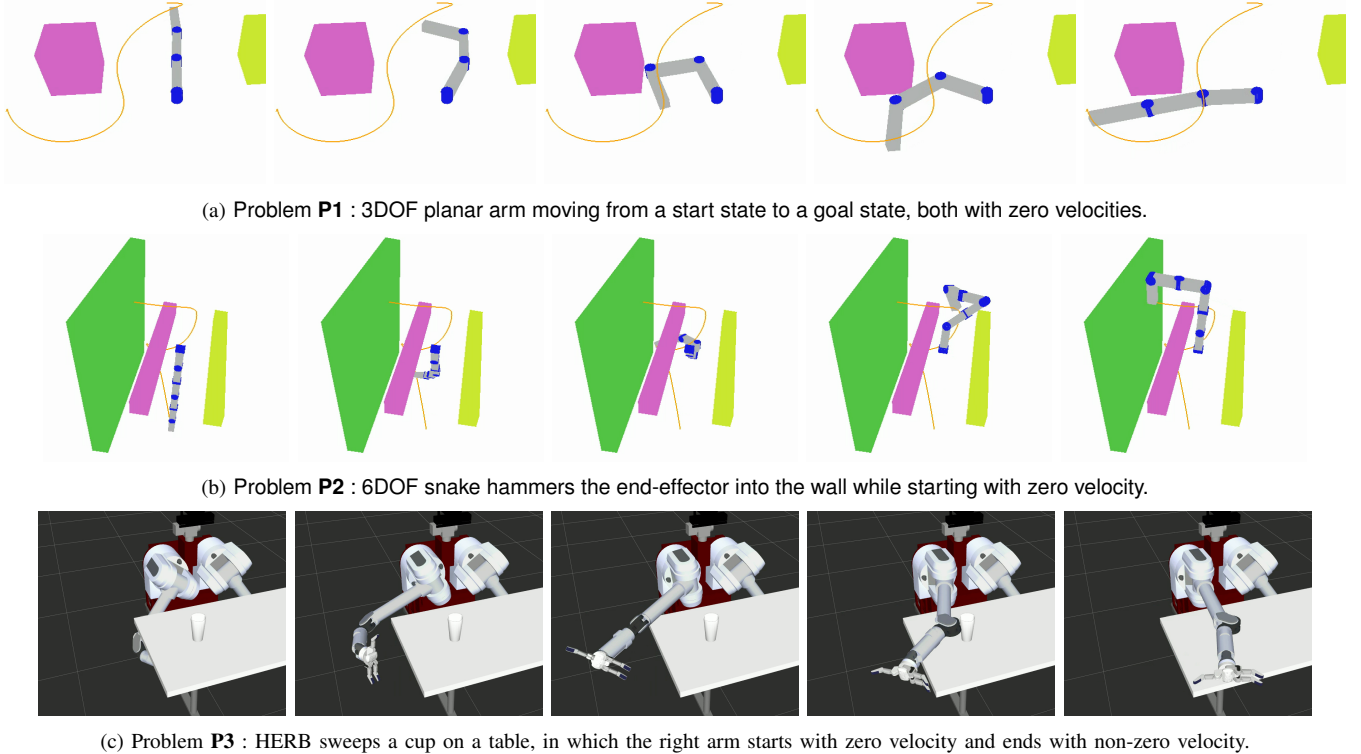 (a) Problem P1 : 3DOF planar arm moving from a start state to a goal state, both with zero velocities.
(b) Problem P2 : 6DOF snake hammers the end-effector into the wall while starting with zero velocity.
(c) Problem P3 : HERB sweeps a cup on a table, in which the right arm starts with zero velocity and ends with non-zero velocity.